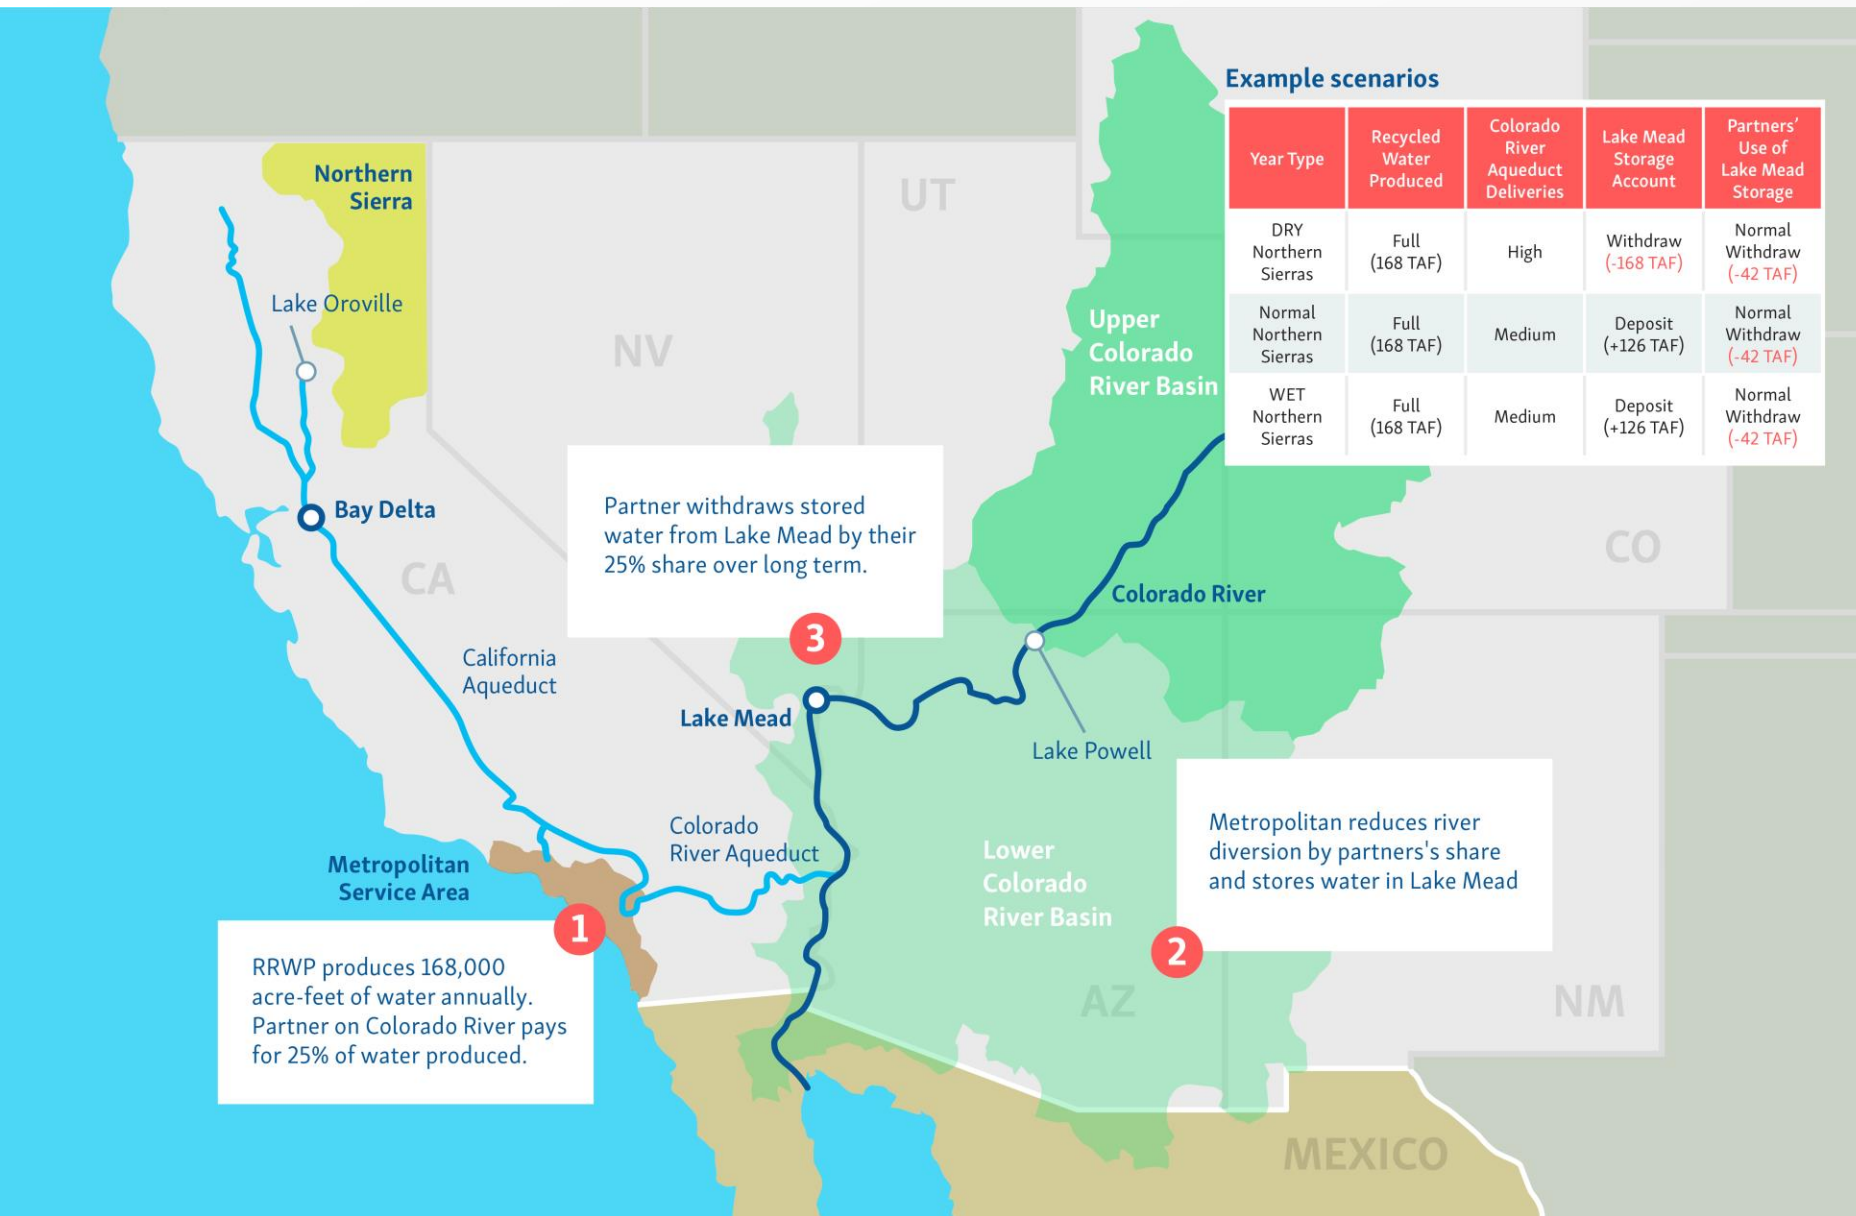 Example scenarios
Year Type
Recycled
Water
Produced
Colorado
River
Aqueduct
Deliveries
Lake Mead
Storage
Account
Partners'
Use of
Lake Mead
Storage
DRY
Northern
Sierras
Full
(168 TAF)
High
Withdraw
(-168 TAF)
Normal
Withdraw
(-42 TAF)
Normal
Northern
Sierras
Full
(168 TAF)
Medium
Deposit
(+126 TAF)
Normal
Withdraw
(-42 TAF)
WET
Northern
Sierras
Full
(168 TAF)
Medium
Deposit
(+126 TAF)
Normal
Withdraw
(-42 TAF)
Northern
Sierra
UT
Lake Oroville
NV
Upper
Colorado
River Basin
Bay Delta
CA
Partner withdraws stored
water from Lake Mead by their
25% share over long term.
3
CO
Colorado River
California
Aqueduct
Lake Mead
Lake Powell
Colorado
River Aqueduct
Metropolitan
Service Area
Lower
Colorado
River Basin
Metropolitan reduces river
diversion by partners's share
and stores water in Lake Mead
2
1
RRWP produces 168,000
acre-feet of water annually.
Partner on Colorado River pays
for 25% of water produced.
AZ
NM
MEXICO